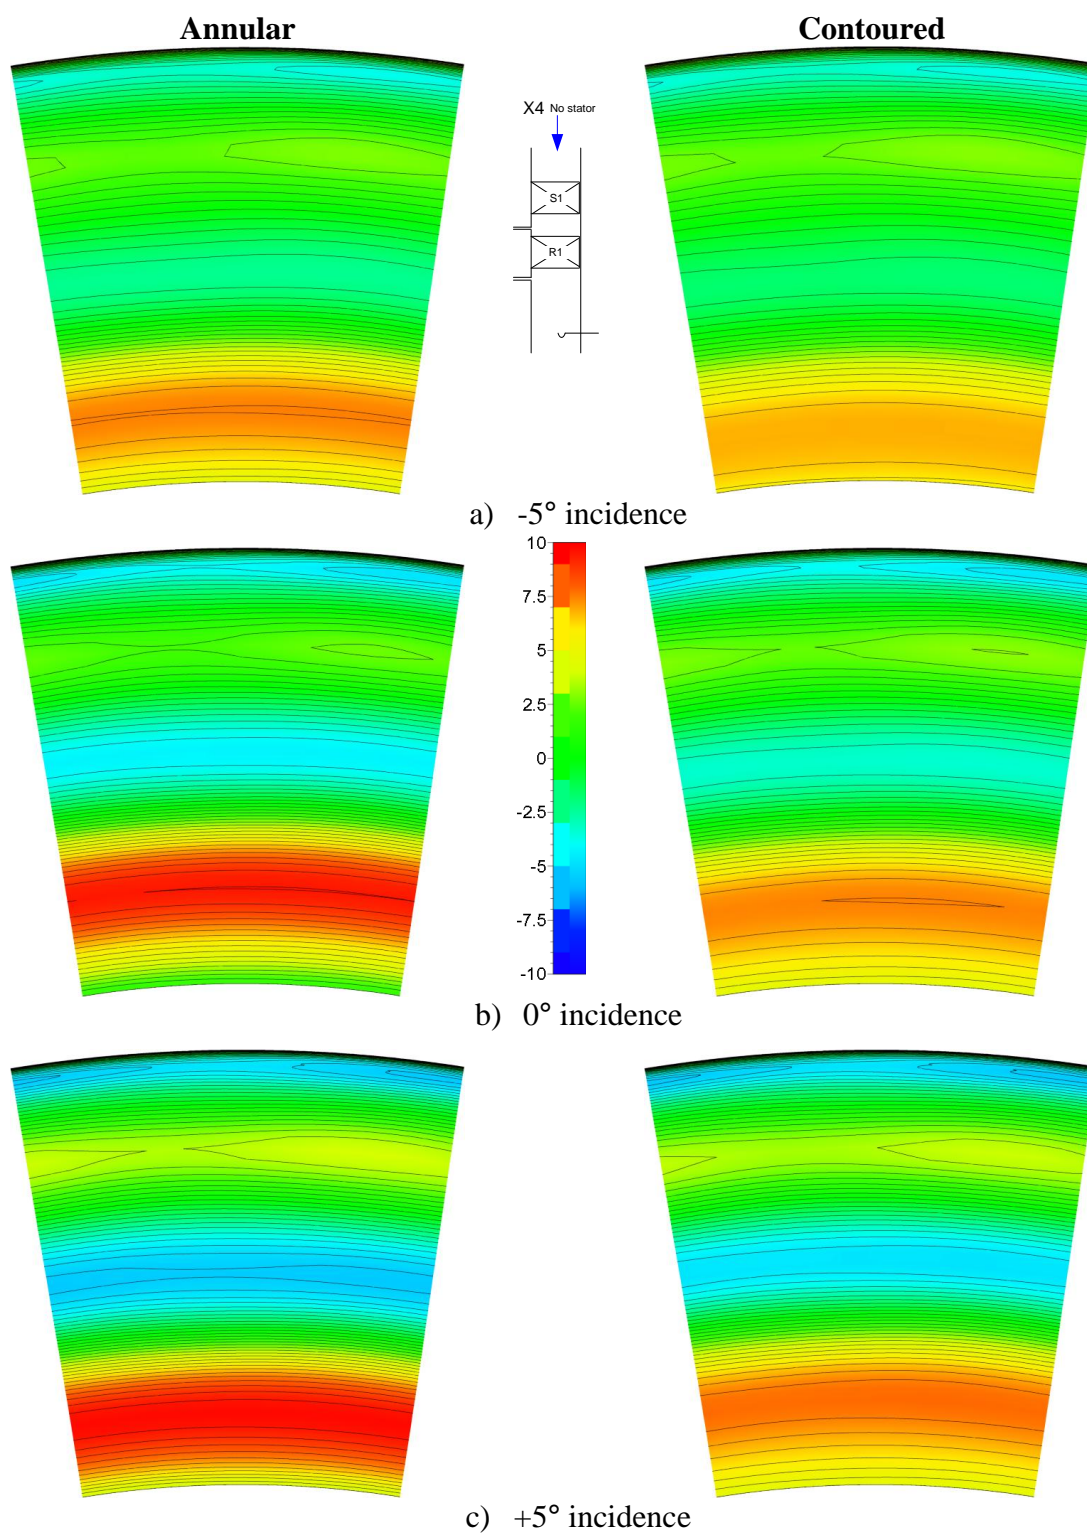 Annular
Contoured
X4 No stator
S1
R1
a) -5° incidence
10
7.5
5
2.5
0
-2.5
-5
-7.5
-10
b) 0° incidence
c) +5° incidence